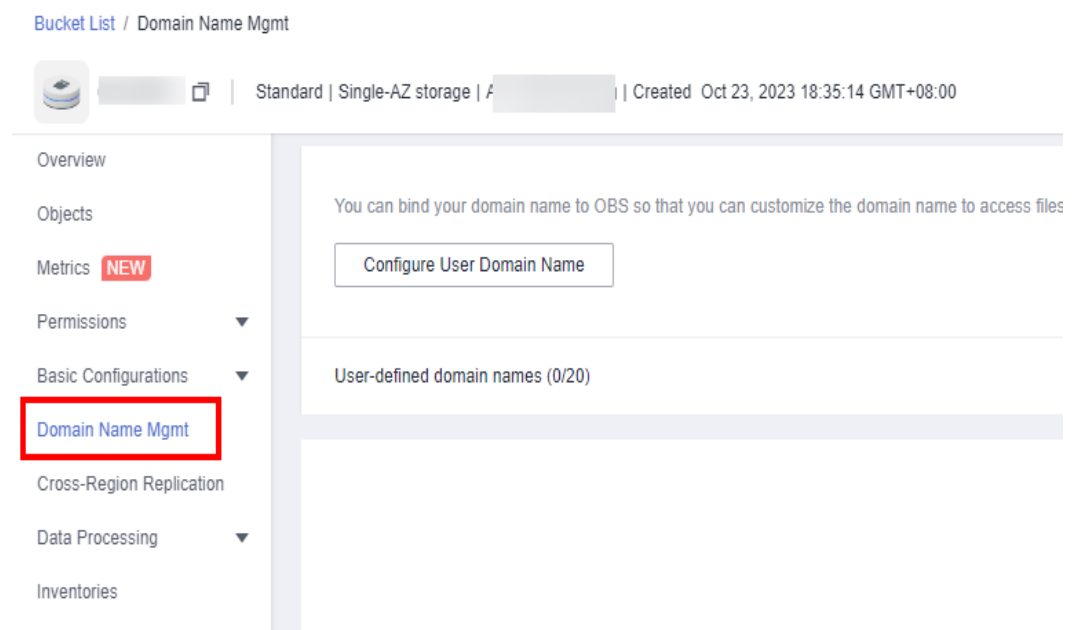 Bucket List / Domain Name Mgmt
Standard | Single-AZ storage | | Created Oct 23, 2023 18:35:14 GMT+08:00
Overview
Objects
Metrics NEW
Permissions
Basic Configurations
Domain Name Mgmt
Cross-Region Replication
Data Processing
Inventories
You can bind your domain name to OBS so that you can customize the domain name to access files
Configure User Domain Name
User-defined domain names (0/20)